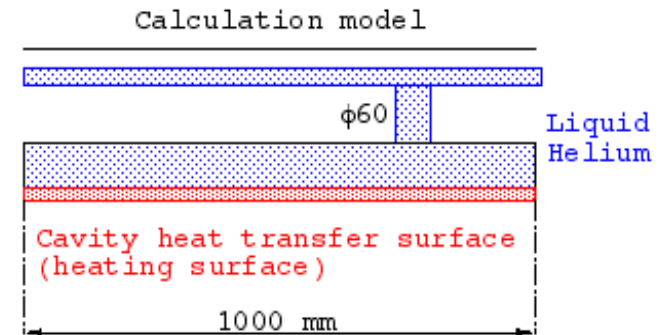 Calculation model
ϕ60
Liquid
Helium
Cavity heat transfer surface
(heating surface)
1000 mm